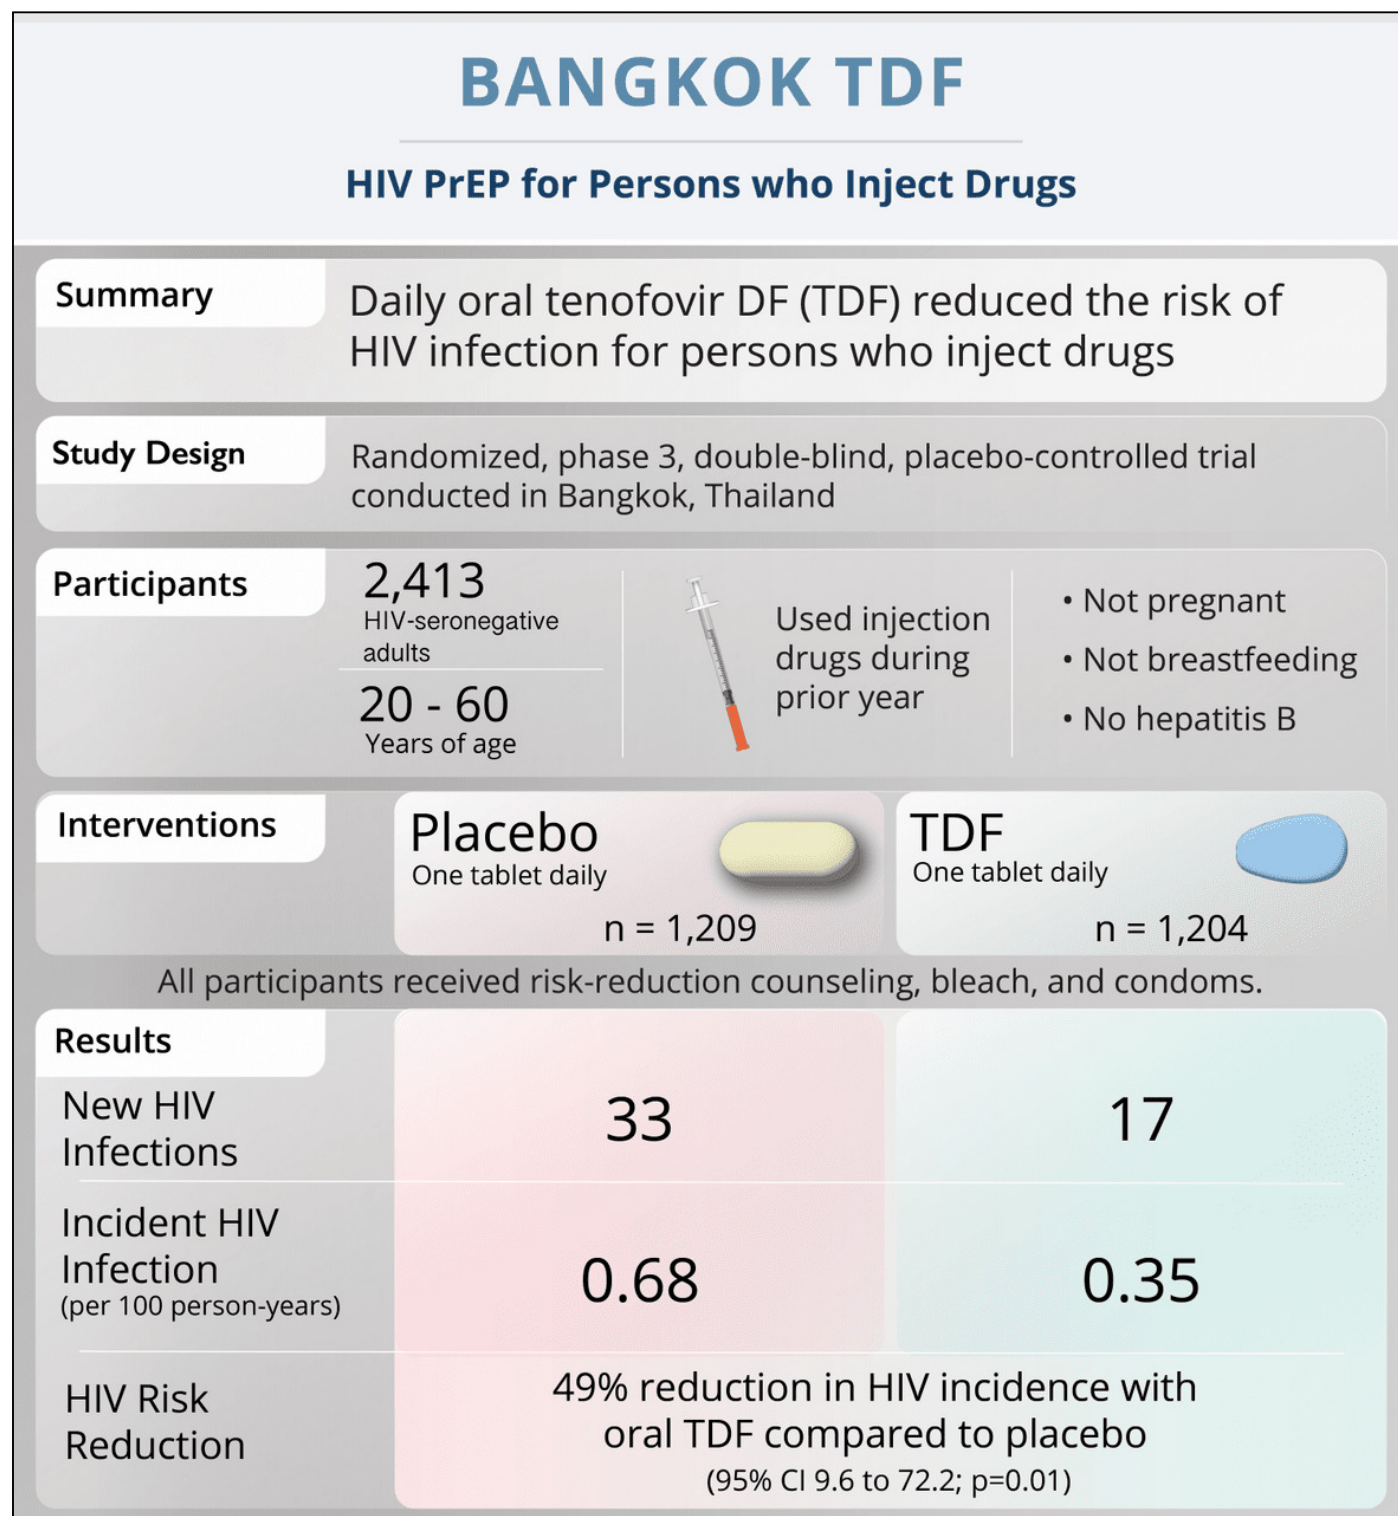 BANGKOK TDF
HIV PrEP for Persons who Inject Drugs
Summary
Daily oral tenofovir DF (TDF) reduced the risk of
HIV infection for persons who inject drugs
Study Design
Randomized, phase 3, double-blind, placebo-controlled trial
conducted in Bangkok, Thailand
Participants
2,413
HIV-seronegative
adults
20 - 60
Years of age
Used injection
drugs during
prior year
• Not pregnant
• Not breastfeeding
• No hepatitis B
Interventions
Placebo
One tablet daily
n = 1,209
TDF
One tablet daily
n = 1,204
All participants received risk-reduction counseling, bleach, and condoms.
Results
New HIV
Infections
33
17
Incident HIV
Infection
(per 100 person-years)
0.68
0.35
HIV Risk
Reduction
49% reduction in HIV incidence with
oral TDF compared to placebo
(95% CI 9.6 to 72.2; p=0.01)